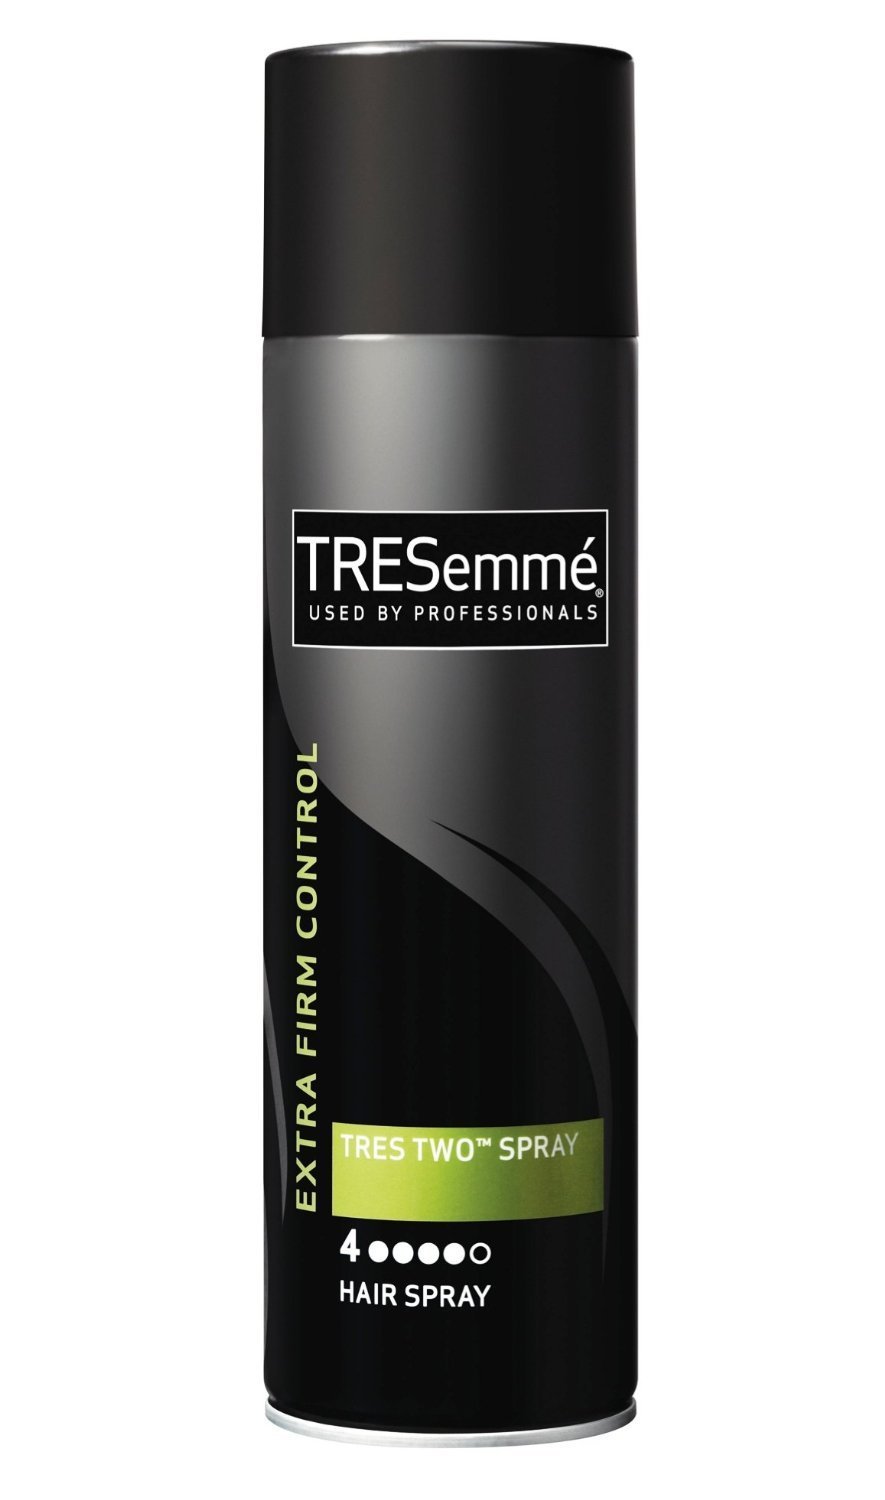 TRESemmé®
USED BY PROFESSIONALS
EXTRA FIRM CONTROL
TRES TWO™ SPRAY
4
HAIR SPRAY